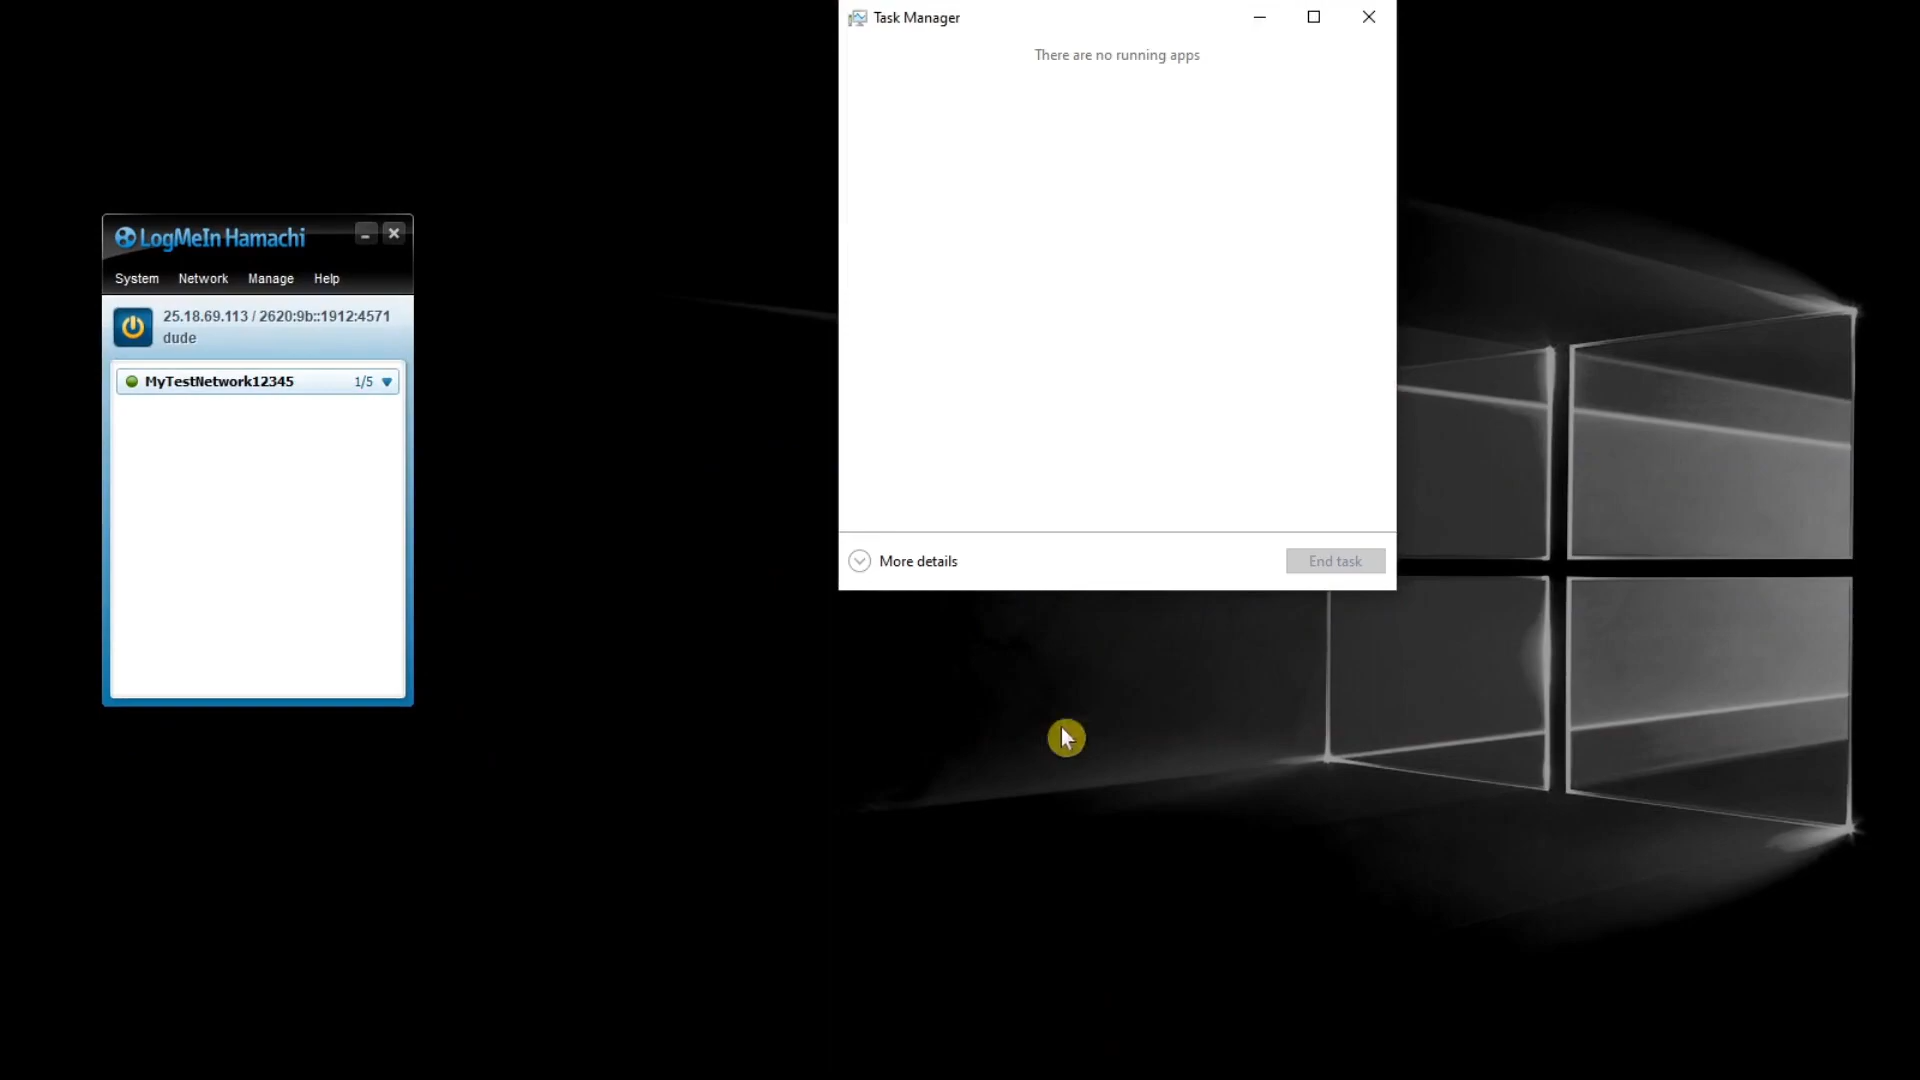 Task Manager
There are no running apps
LogMeIn Hamachi
System Network Manage Help
25.18.69.113 / 2620:9b::1912:4571
dude
MyTestNetwork12345 1/5
More details
End task